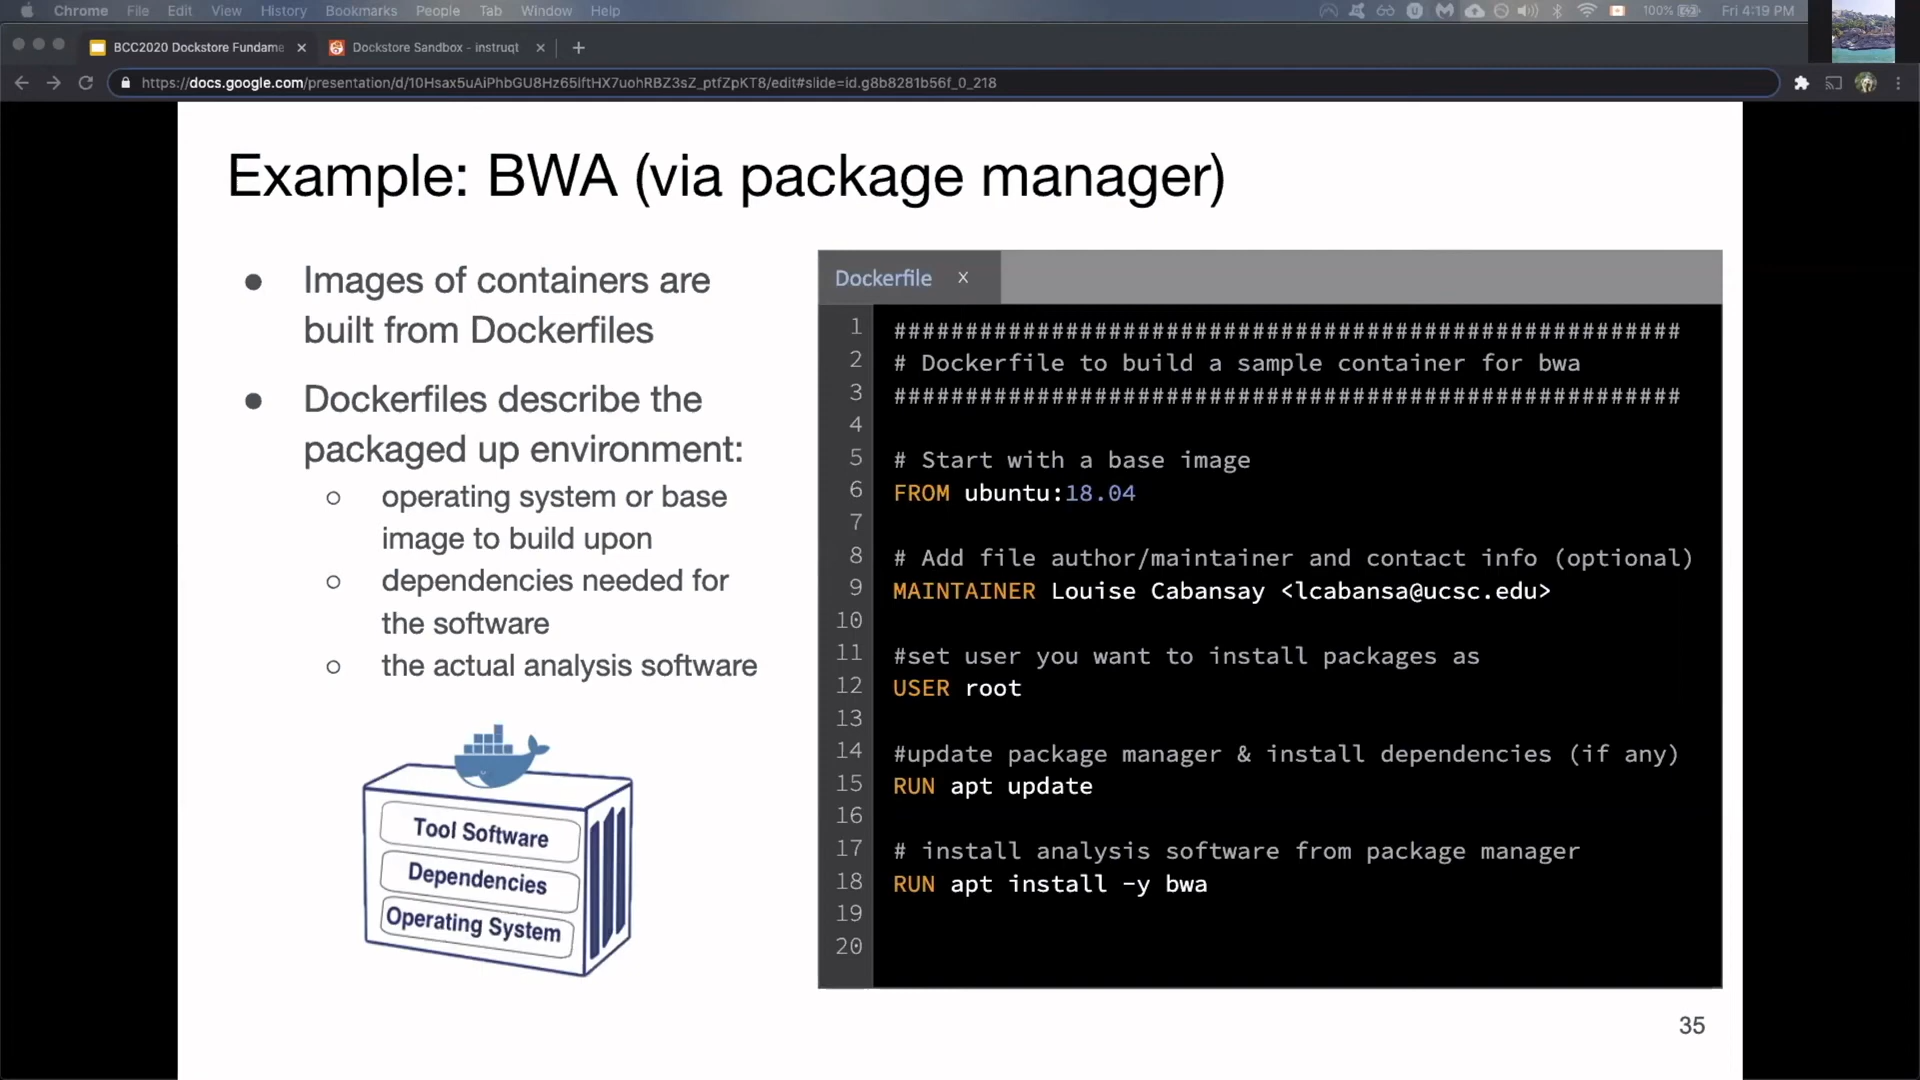 Chrome File Edit View History Bookmarks People Tab Window Help 100% Fri 4:19 PM
BCC2020 Dockstore Fundame × Dockstore Sandbox - instruqt × +
https://docs.google.com/presentation/d/10Hsax5uAiPhbGU8Hz65IftHX7uohRBZ3sZ_ptfZpKT8/edit#slide=id.g8b8281b56f_0_218
Example: BWA (via package manager)
● Images of containers are
built from Dockerfiles
● Dockerfiles describe the
packaged up environment:
○ operating system or base
image to build upon
○ dependencies needed for
the software
○ the actual analysis software
Tool Software
Dependencies
Operating System
Dockerfile x
1 #######################################################
2 # Dockerfile to build a sample container for bwa
3 #######################################################
4
5 # Start with a base image
6 FROM ubuntu:18.04
7
8 # Add file author/maintainer and contact info (optional)
9 MAINTAINER Louise Cabansay <lcabansa@ucsc.edu>
10
11 #set user you want to install packages as
12 USER root
13
14 #update package manager & install dependencies (if any)
15 RUN apt update
16
17 # install analysis software from package manager
18 RUN apt install -y bwa
19
20
35